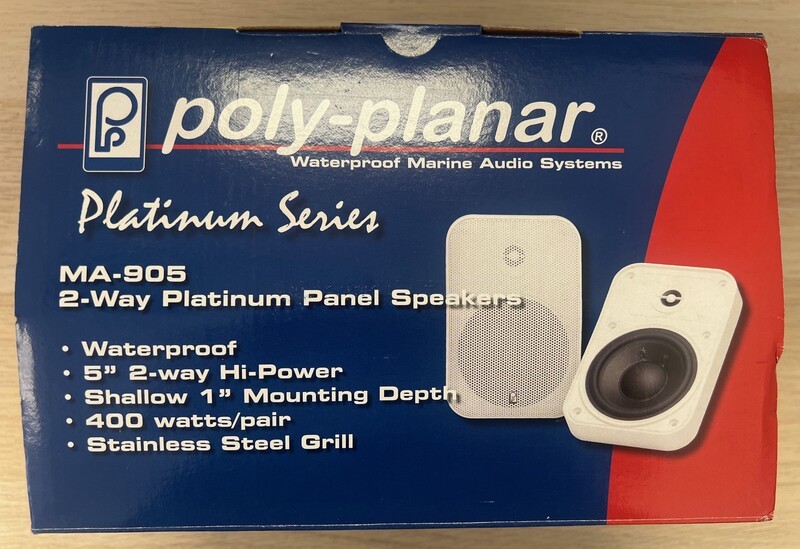 poly-planar®
Waterproof Marine Audio Systems
Platinum Series
MA-905
2-Way Platinum Panel Speakers
• Waterproof
• 5” 2-way Hi-Power
• Shallow 1” Mounting Depth
• 400 watts/pair
• Stainless Steel Grill